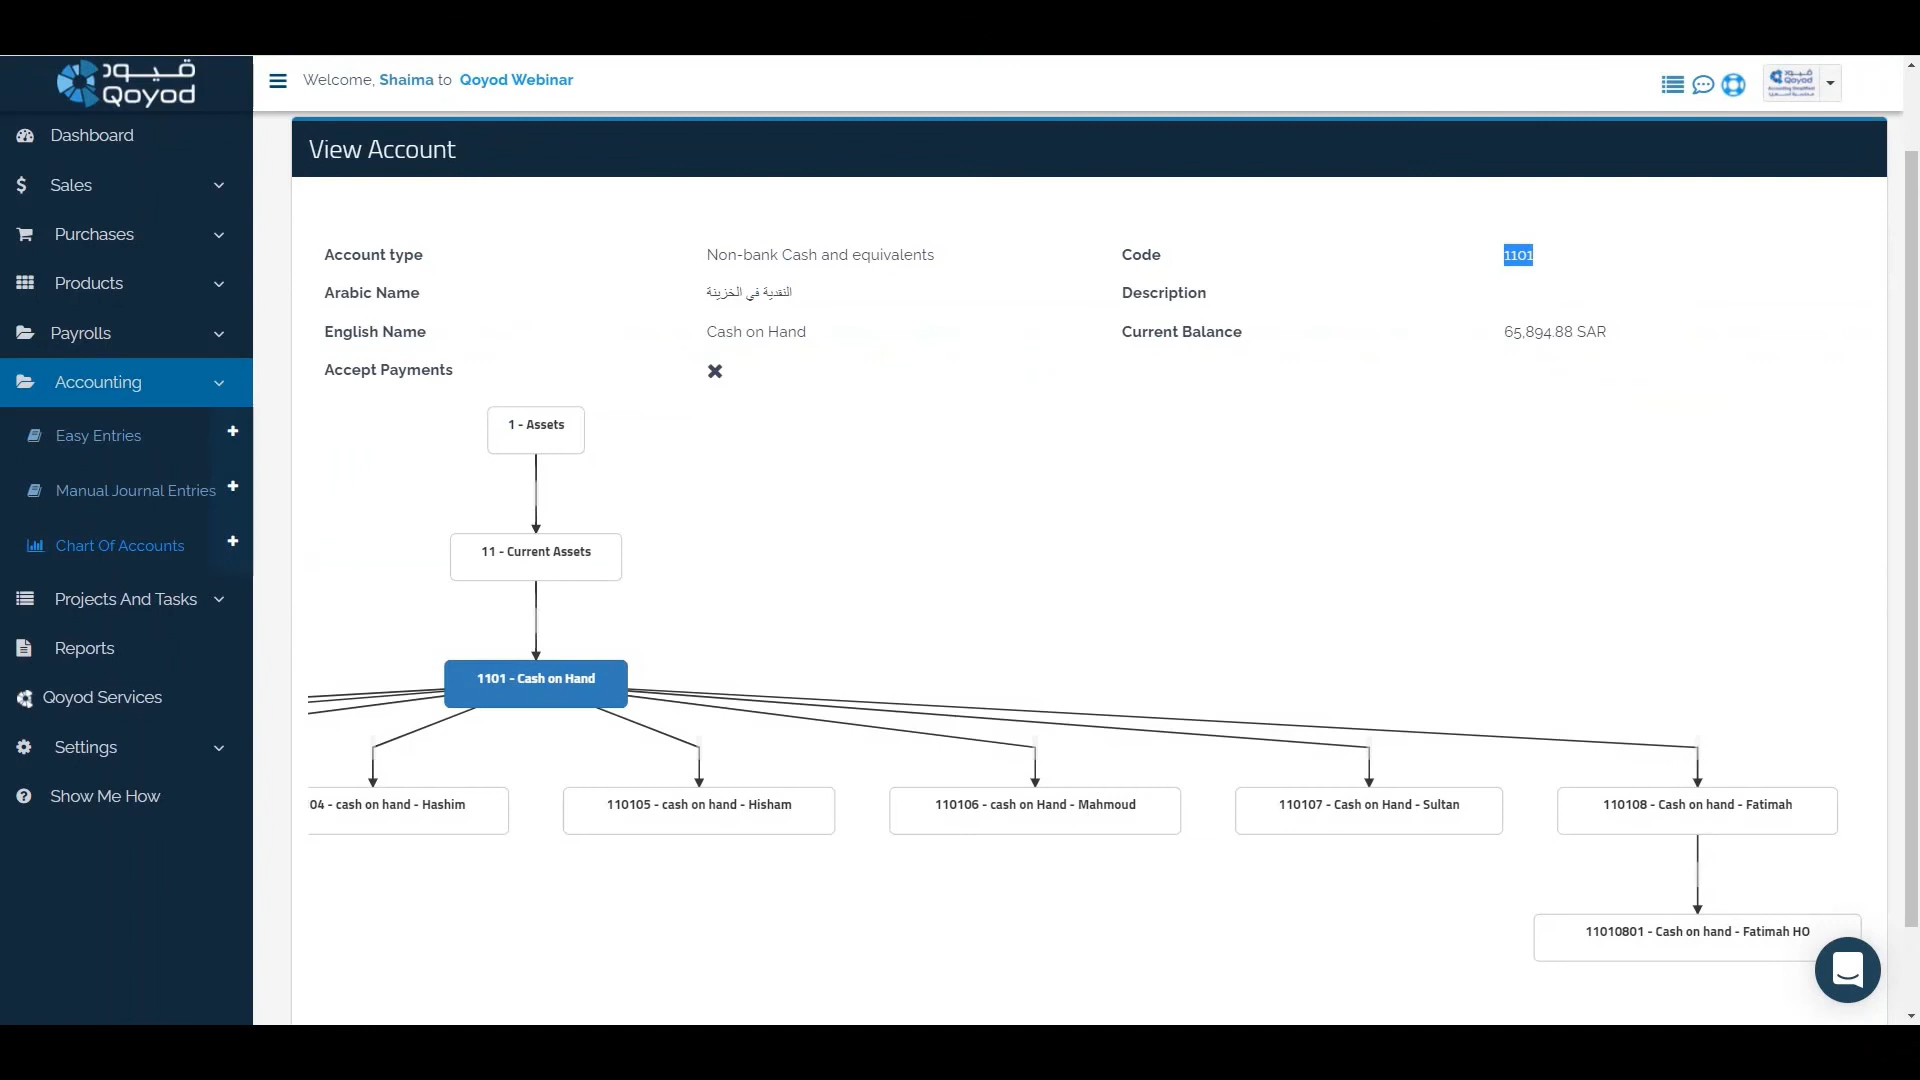 قيود
Qoyod
Welcome, Shaima to Qoyod Webinar
Dashboard
Sales
Purchases
Products
Payrolls
Accounting
Easy Entries
Manual Journal Entries
Chart Of Accounts
Projects And Tasks
Reports
Qoyod Services
Settings
Show Me How
View Account
Account type
Non-bank Cash and equivalents
Code
1101
Arabic Name
النقدية في الخزينة
Description
English Name
Cash on Hand
Current Balance
65,894.88 SAR
Accept Payments
1 - Assets
11 - Current Assets
1101 - Cash on Hand
04 - cash on hand - Hashim
110105 - cash on hand - Hisham
110106 - cash on Hand - Mahmoud
110107 - Cash on Hand - Sultan
110108 - Cash on hand - Fatimah
11010801 - Cash on hand - Fatimah HO